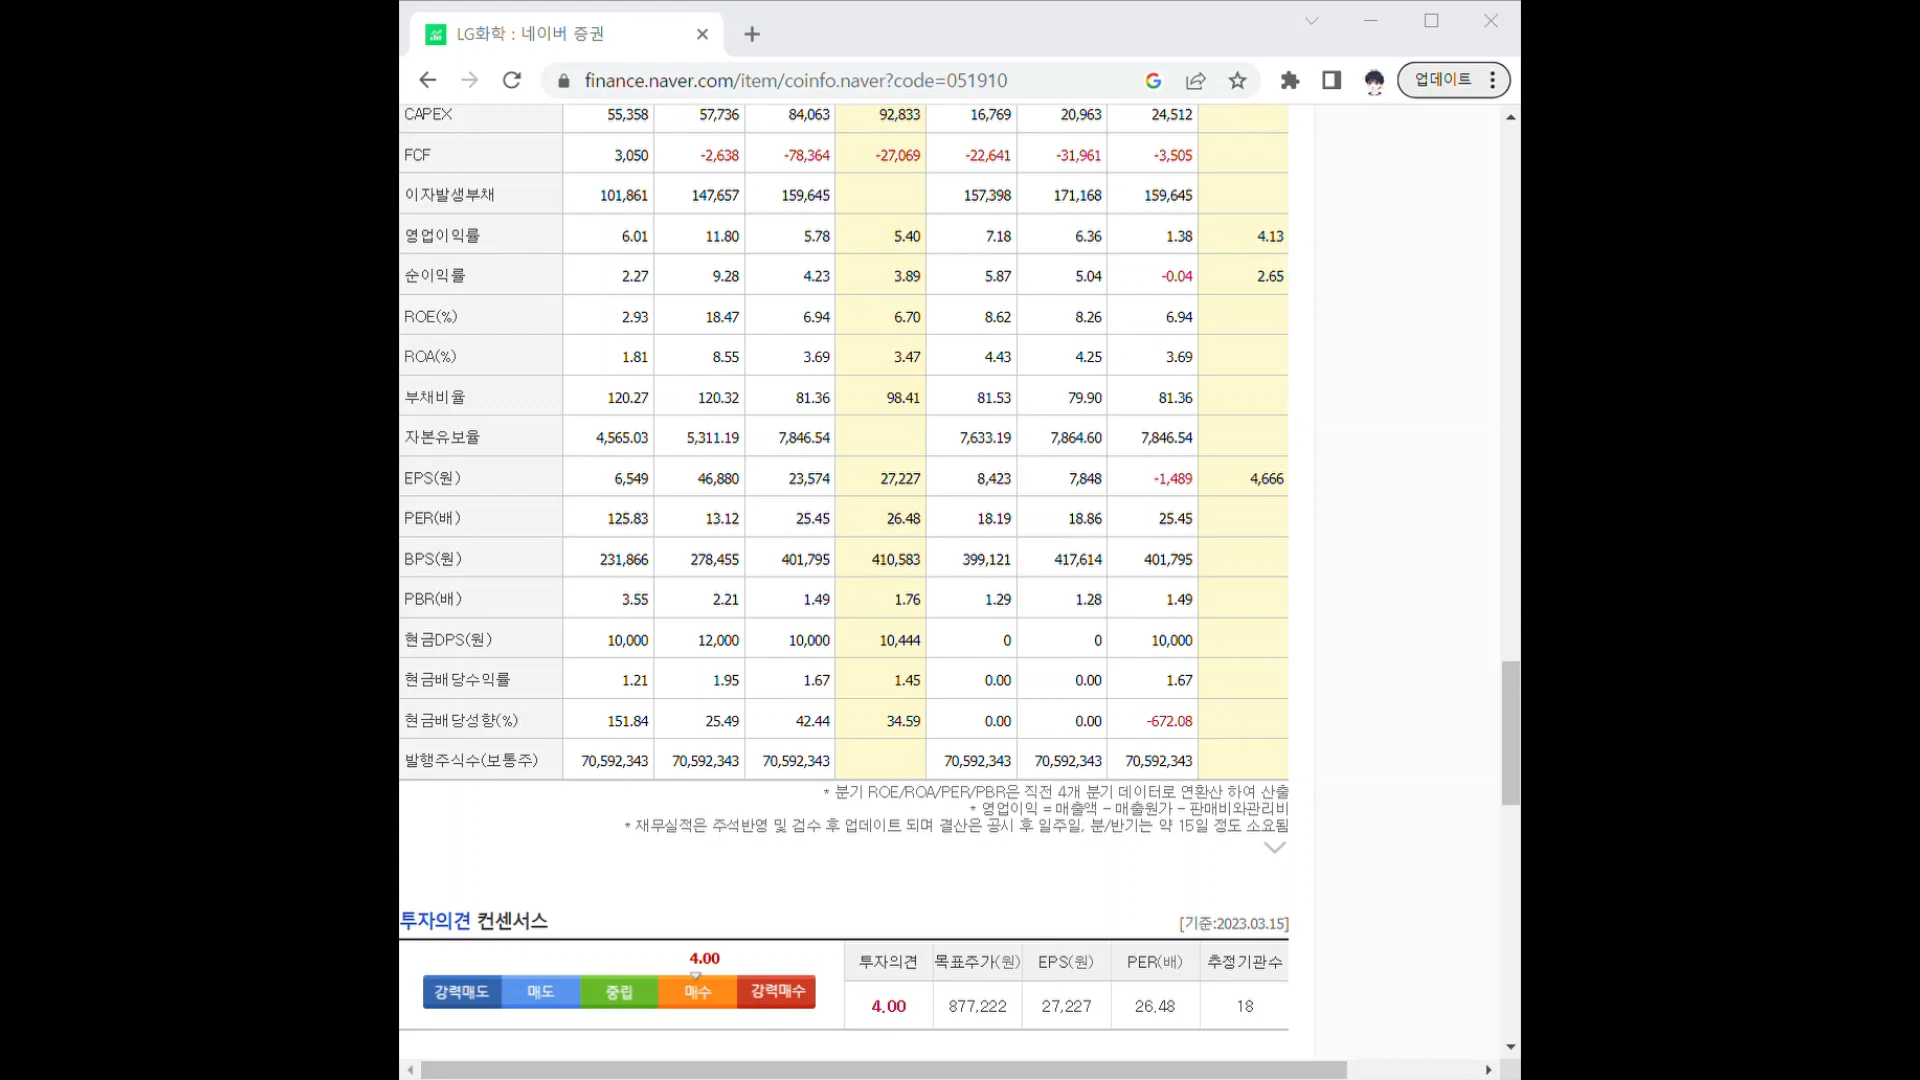 LG화학 : 네이버 증권
finance.naver.com/item/coinfo.naver?code=051910
업데이트
CAPEX 55,358 57,736 84,063 92,833 16,769 20,963 24,512
FCF 3,050 -2,638 -78,364 -27,069 -22,641 -31,961 -3,505
이자발생부채 101,861 147,657 159,645 157,398 171,168 159,645
영업이익률 6.01 11.80 5.78 5.40 7.18 6.36 1.38 4.13
순이익률 2.27 9.28 4.23 3.89 5.87 5.04 -0.04 2.65
ROE(%) 2.93 18.47 6.94 6.70 8.62 8.26 6.94
ROA(%) 1.81 8.55 3.69 3.47 4.43 4.25 3.69
부채비율 120.27 120.32 81.36 98.41 81.53 79.90 81.36
자본유보율 4,565.03 5,311.19 7,846.54 7,633.19 7,864.60 7,846.54
EPS(원) 6,549 46,880 23,574 27,227 8,423 7,848 -1,489 4,666
PER(배) 125.83 13.12 25.45 26.48 18.19 18.86 25.45
BPS(원) 231,866 278,455 401,795 410,583 399,121 417,614 401,795
PBR(배) 3.55 2.21 1.49 1.76 1.29 1.28 1.49
현금DPS(원) 10,000 12,000 10,000 10,444 0 0 10,000
현금배당수익률 1.21 1.95 1.67 1.45 0.00 0.00 1.67
현금배당성향(%) 151.84 25.49 42.44 34.59 0.00 0.00 -672.08
발행주식수(보통주) 70,592,343 70,592,343 70,592,343 70,592,343 70,592,343 70,592,343
* 분기 ROE/ROA/PER/PBR은 직전 4개 분기 데이터로 연환산 하여 산출
* 영업이익 = 매출액 - 매출원가 - 판매비와관리비
* 재무실적은 주석반영 및 검수 후 업데이트 되며 결산은 공시 후 일주일, 분/반기는 약 15일 정도 소요됨
투자의견 컨센서스 [기준:2023.03.15]
4.00
강력매도 매도 중립 매수 강력매수
투자의견 목표주가(원) EPS(원) PER(배) 추정기관수
4.00 877,222 27,227 26.48 18